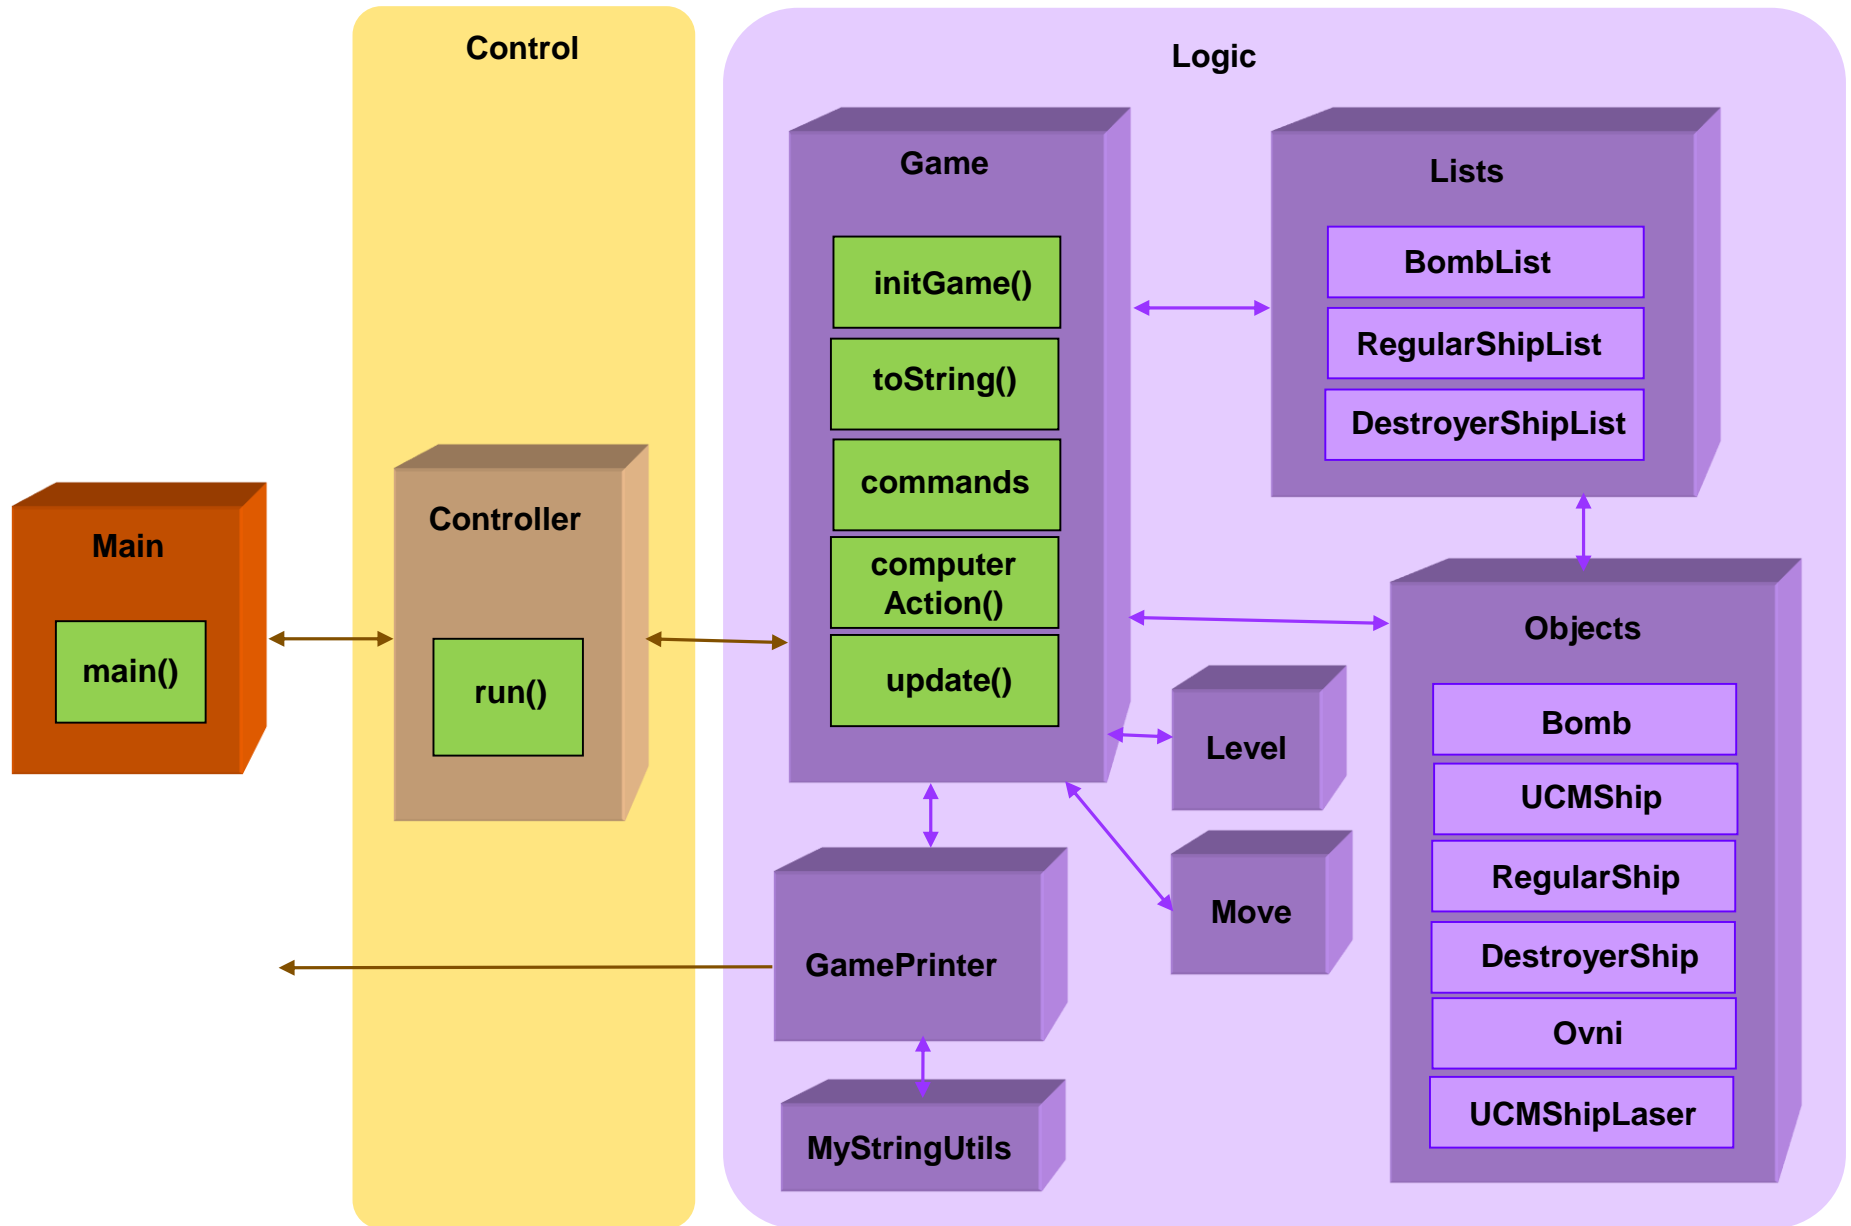 Control
Logic
Main
main()
Controller
run()
Game
initGame()
toString()
commands
computer
Action()
update()
Lists
BombList
RegularShipList
DestroyerShipList
Objects
Bomb
UCMShip
RegularShip
DestroyerShip
Ovni
UCMShipLaser
Level
Move
GamePrinter
MyStringUtils